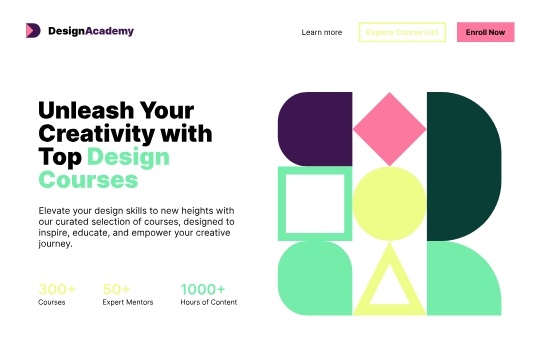 DesignAcademy
Learn more
Explore Course List
Enroll Now
Unleash Your
Creativity with
Top Design
Courses
Elevate your design skills to new heights with
our curated selection of courses, designed to
inspire, educate, and empower your creative
journey.
300+
Courses
50+
Expert Mentors
1000+
Hours of Content